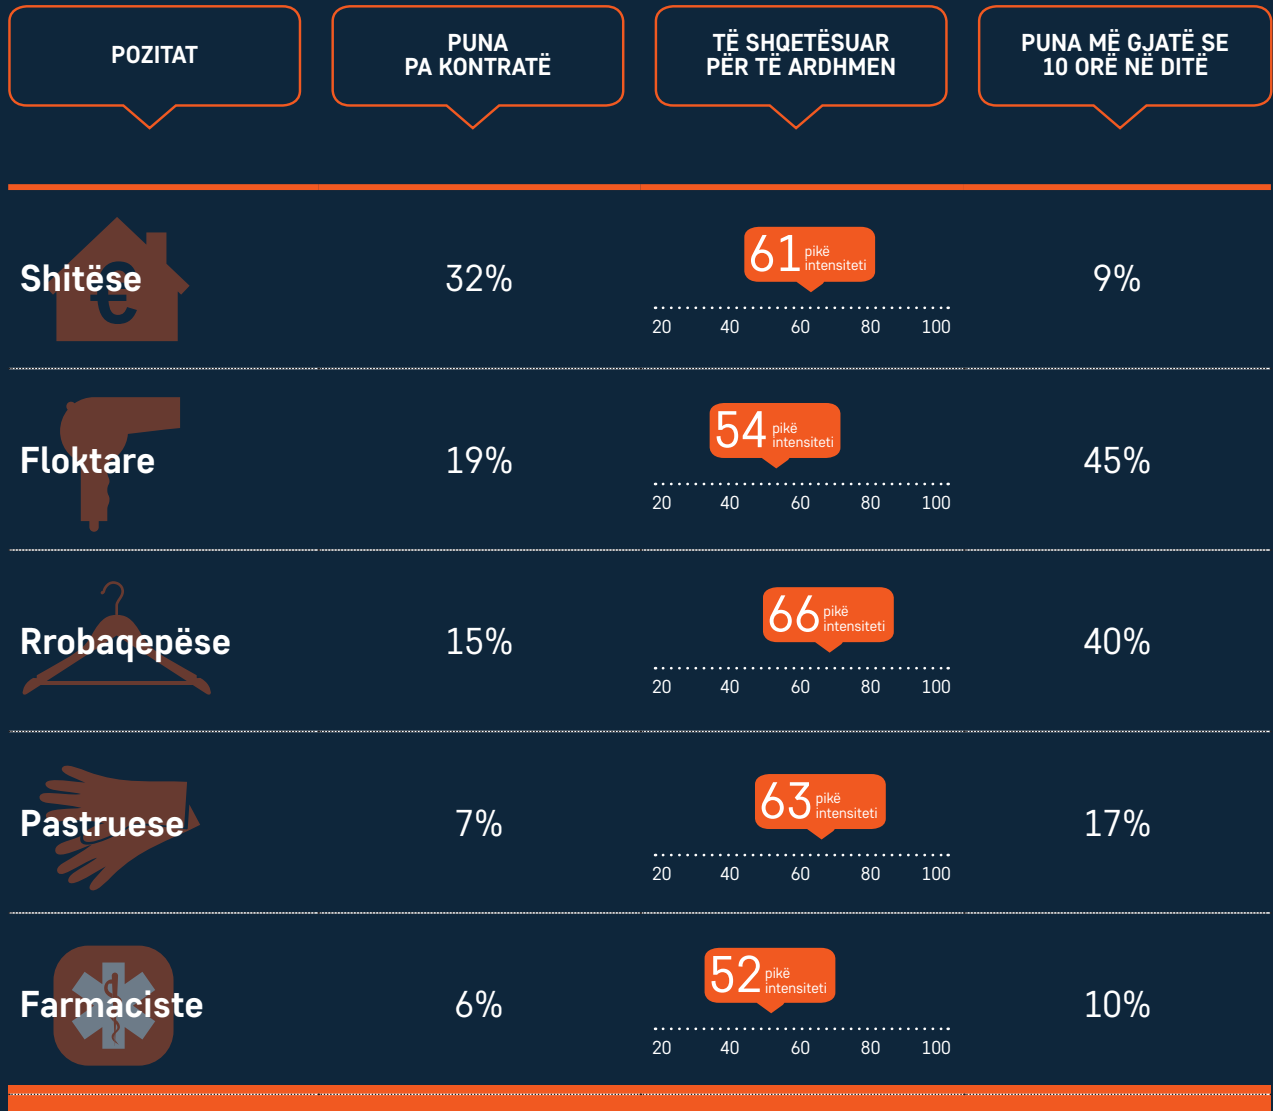 POZITAT
PUNA
PA KONTRATË
TË SHQETËSUAR
PËR TË ARDHMEN
PUNA MË GJATË SE
10 ORË NË DITË
Shitëse
32%
61 pikë
intensiteti
20 40 60 80 100
9%
Floktare
19%
54 pikë
intensiteti
20 40 60 80 100
45%
Rrobaqepëse
15%
66 pikë
intensiteti
20 40 60 80 100
40%
Pastruese
7%
63 pikë
intensiteti
20 40 60 80 100
17%
Farmaciste
6%
52 pikë
intensiteti
20 40 60 80 100
10%